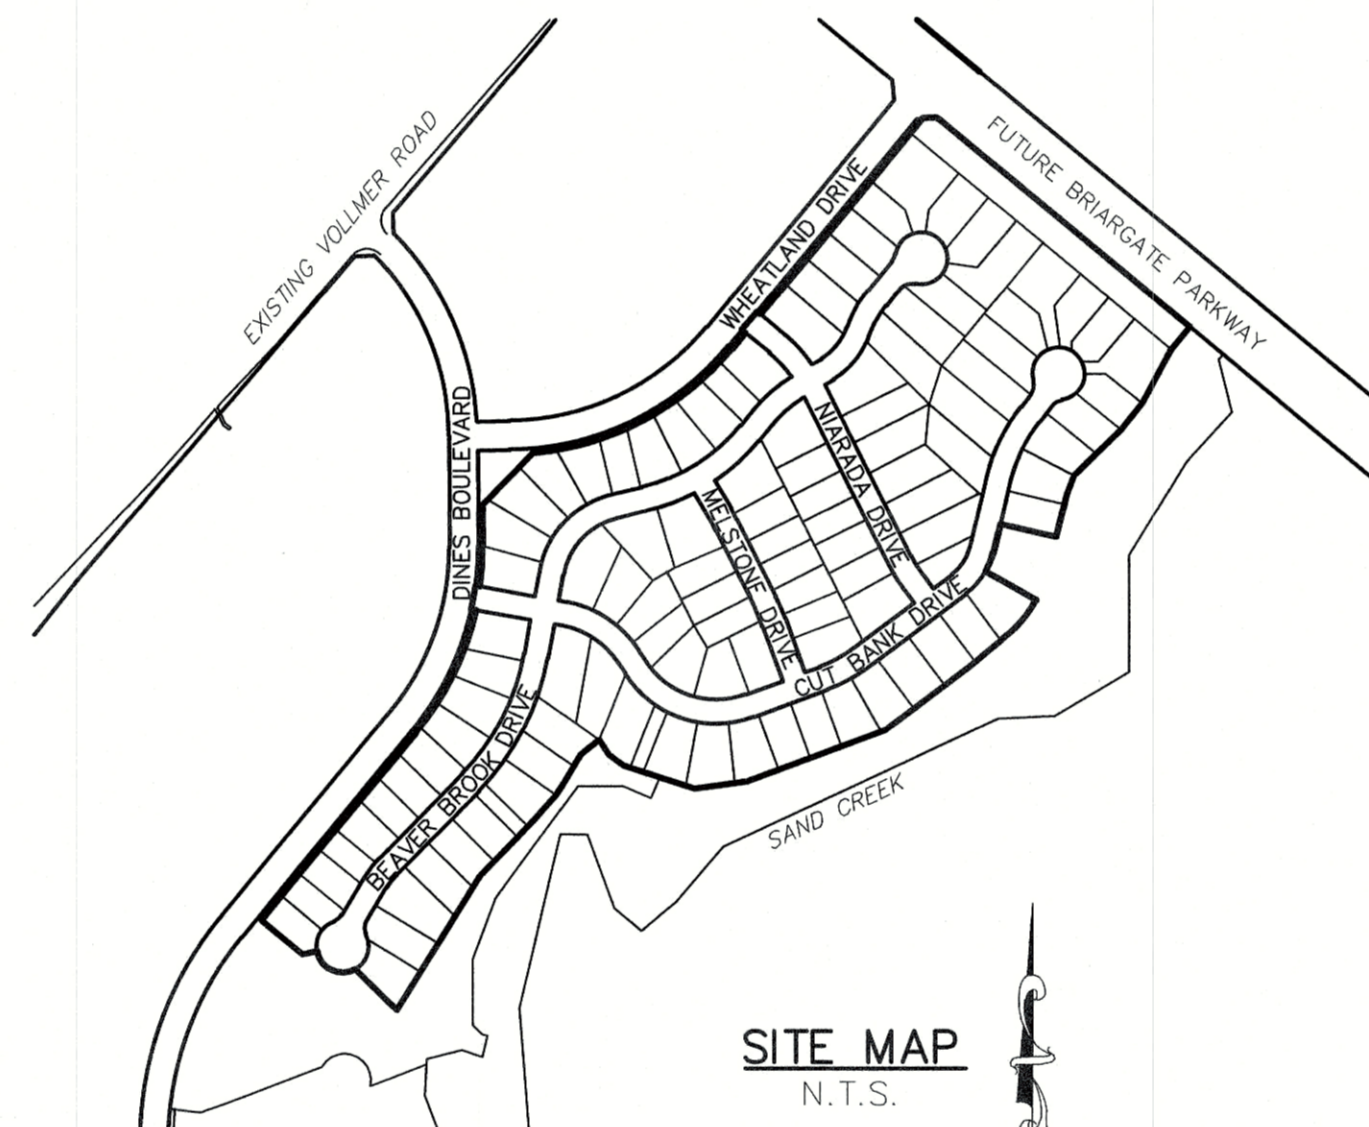 FUTURE BRIARGATE PARKWAY
EXISTING VOLLMER ROAD
WHEATLAND DRIVE
DINES BOULEVARD
NIARADA DRIVE
MELSTONE DRIVE
CUT BANK DRIVE
BEAVER BROOK DRIVE
SAND CREEK
SITE MAP
N.T.S.